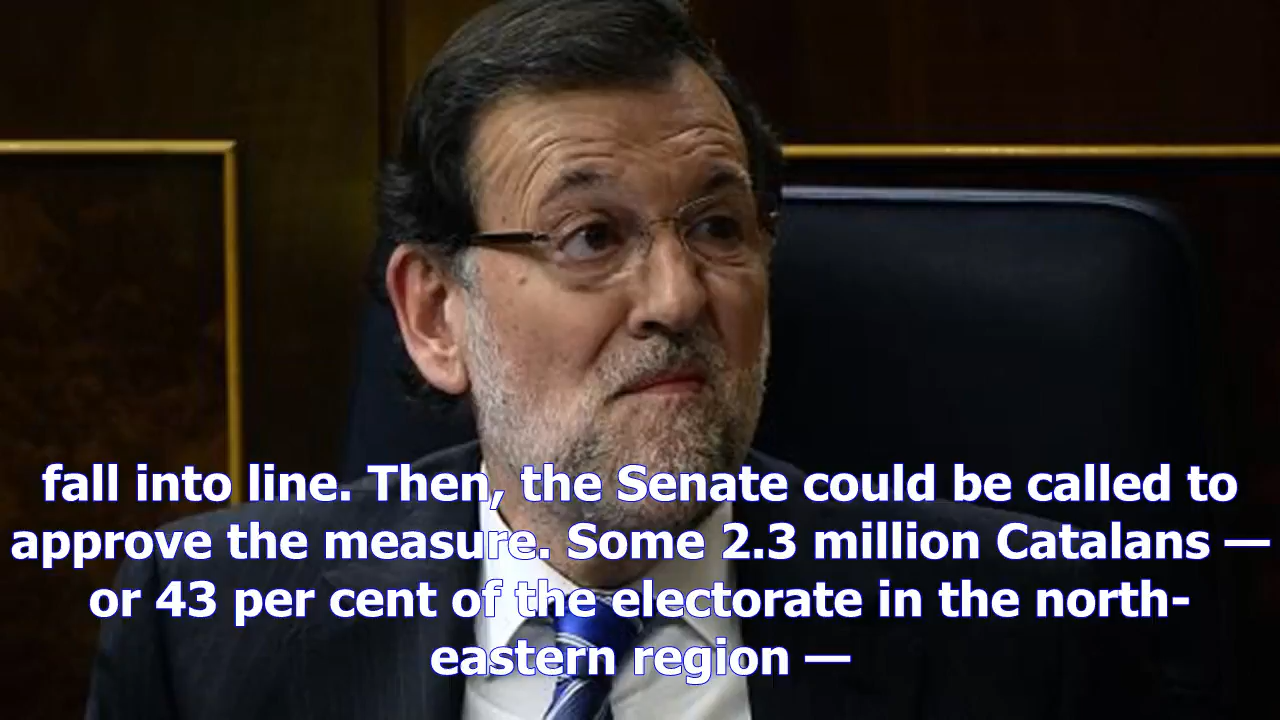 fall into line. Then, the Senate could be called to
approve the measure. Some 2.3 million Catalans —
or 43 per cent of the electorate in the north-
eastern region —